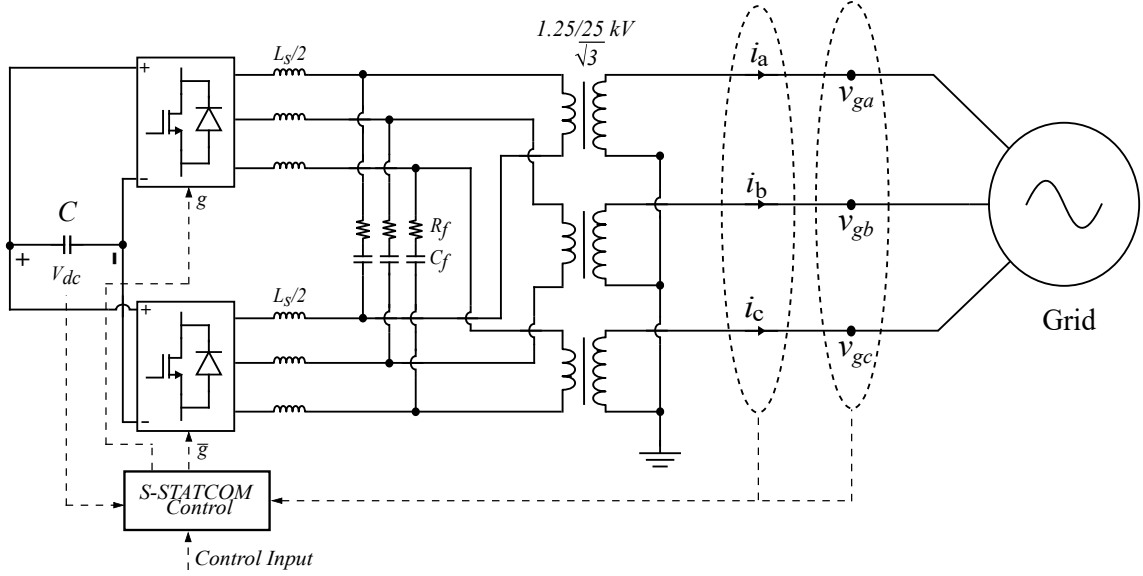 1.25/25 kV
√3
L_s/2
i_a
v_ga
+
-
g
C
R_f
C_f
i_b
v_gb
+
-
V_dc
L_s/2
+
i_c
v_gc
Grid
-
g̅
S-STATCOM
Control
Control Input